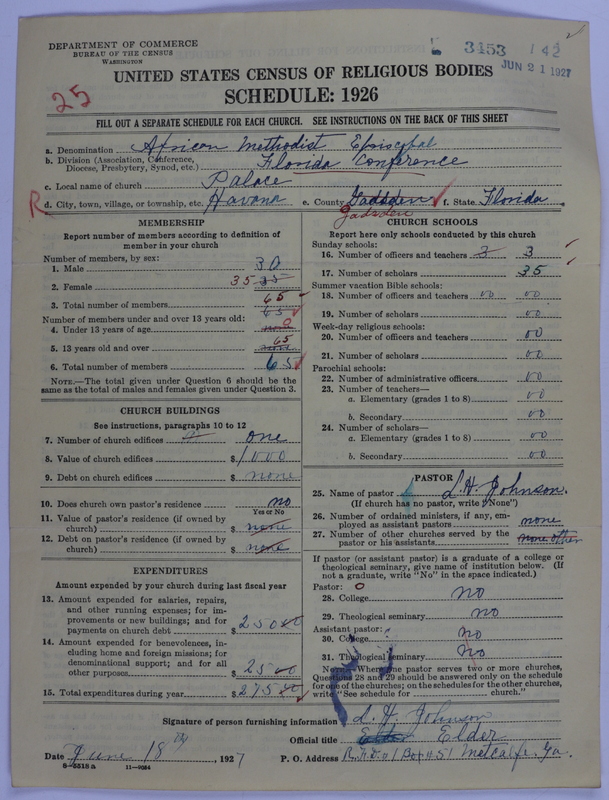 DEPARTMENT OF COMMERCE
BUREAU OF THE CENSUS
WASHINGTON
3453 142
JUN 21 1927
UNITED STATES CENSUS OF RELIGIOUS BODIES
SCHEDULE: 1926
25
FILL OUT A SEPARATE SCHEDULE FOR EACH CHURCH. SEE INSTRUCTIONS ON THE BACK OF THIS SHEET
a. Denomination African Methodist Episcopal
b. Division (Association, Conference, Diocese, Presbytery, Synod, etc.) Florida Conference
c. Local name of church Palace
R d. City, town, village, or township, etc. Havana e. County Gadsden f. State Florida
Gadsden
MEMBERSHIP
Report number of members according to definition of
member in your church
Number of members, by sex:
1. Male 30
2. Female 35 35
3. Total number of members 65
65
Number of members under and over 13 years old:
4. Under 13 years of age none 0
65
5. 13 years old and over none
6. Total number of members 65
NOTE.—The total given under Question 6 should be the
same as the total of males and females given under Question 3.
CHURCH BUILDINGS
See instructions, paragraphs 10 to 12
7. Number of church edifices one
8. Value of church edifices $1000
9. Debt on church edifices $ none
10. Does church own pastor's residence no
Yes or No
11. Value of pastor's residence (if owned by
church) $ none
12. Debt on pastor's residence (if owned by
church) $ none
EXPENDITURES
Amount expended by your church during last fiscal year
13. Amount expended for salaries, repairs,
and other running expenses; for im-
provements or new buildings; and for
payments on church debt $ 250 00
14. Amount expended for benevolences, in-
cluding home and foreign missions; for
denominational support; and for all
other purposes $ 25 00
15. Total expenditures during year $ 275 00
CHURCH SCHOOLS
Report here only schools conducted by this church
Sunday schools:
16. Number of officers and teachers 3 3
17. Number of scholars 35
Summer vacation Bible schools:
18. Number of officers and teachers 00 00
19. Number of scholars 00
Week-day religious schools:
20. Number of officers and teachers 00
21. Number of scholars 00
Parochial schools:
22. Number of administrative officers 00
23. Number of teachers—
a. Elementary (grades 1 to 8) 00
b. Secondary 00
24. Number of scholars—
a. Elementary (grades 1 to 8) 00
b. Secondary 00
PASTOR
25. Name of pastor L. H. Johnson.
(If church has no pastor, write "None")
26. Number of ordained ministers, if any, em-
ployed as assistant pastors none
27. Number of other churches served by the
pastor or his assistants none other
If pastor (or assistant pastor) is a graduate of a college or
theological seminary, give name of institution below. (If
not a graduate, write "No" in the space indicated.)
Pastor: 0
28. College no
29. Theological seminary no
Assistant pastor:
30. College no
31. Theological seminary no
NOTE.—Where one pastor serves two or more churches,
Questions 28 and 29 should be answered only on the schedule
for one of the churches; on the schedules for the other churches,
write "See schedule for church."
Signature of person furnishing information L. H. Johnson
Official title Elder
Date June 18th, 1927 P. O. Address R.F.D. #1 Box #51 Metcalfe, Ga.
8—5518 a 11—9054